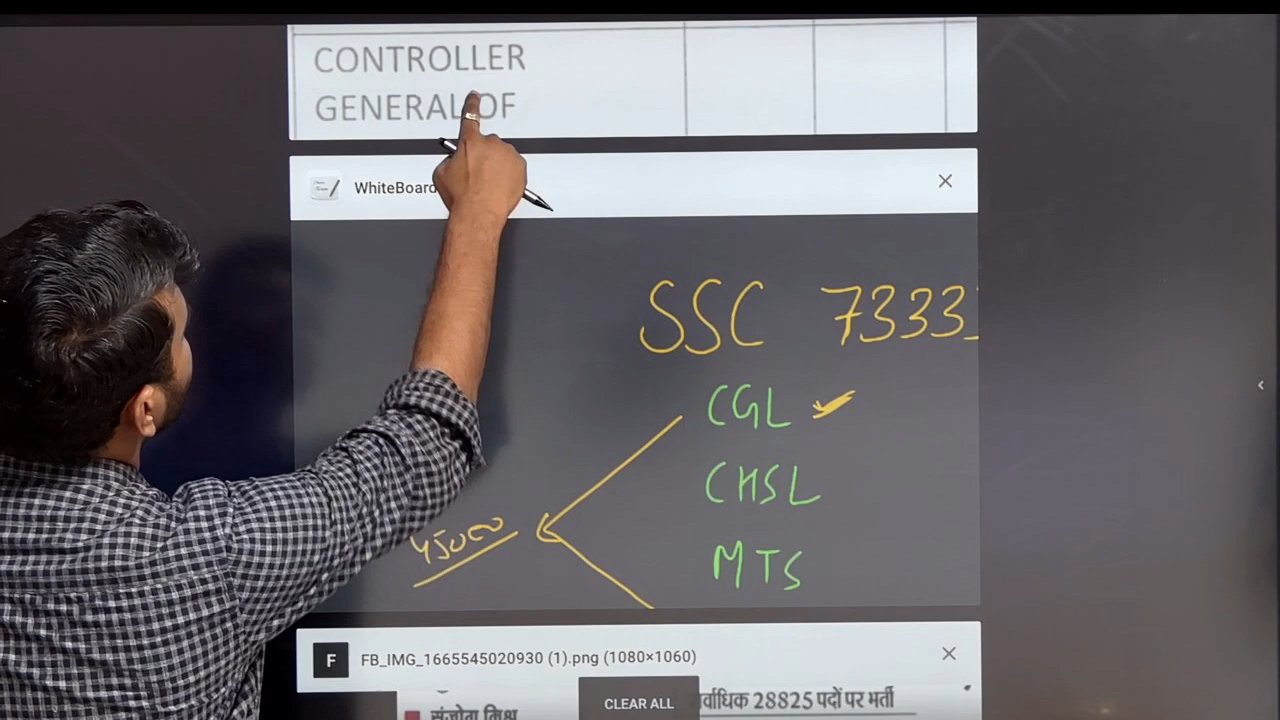 CONTROLLER
GENERAL OF
WhiteBoard
SSC 7333
CGL
CHSL
45000
MTS
F FB_IMG_1665545020930 (1).png (1080×1060)
CLEAR ALL
र्वाधिक 28825 पदों पर भर्ती
संजोग मिश्र